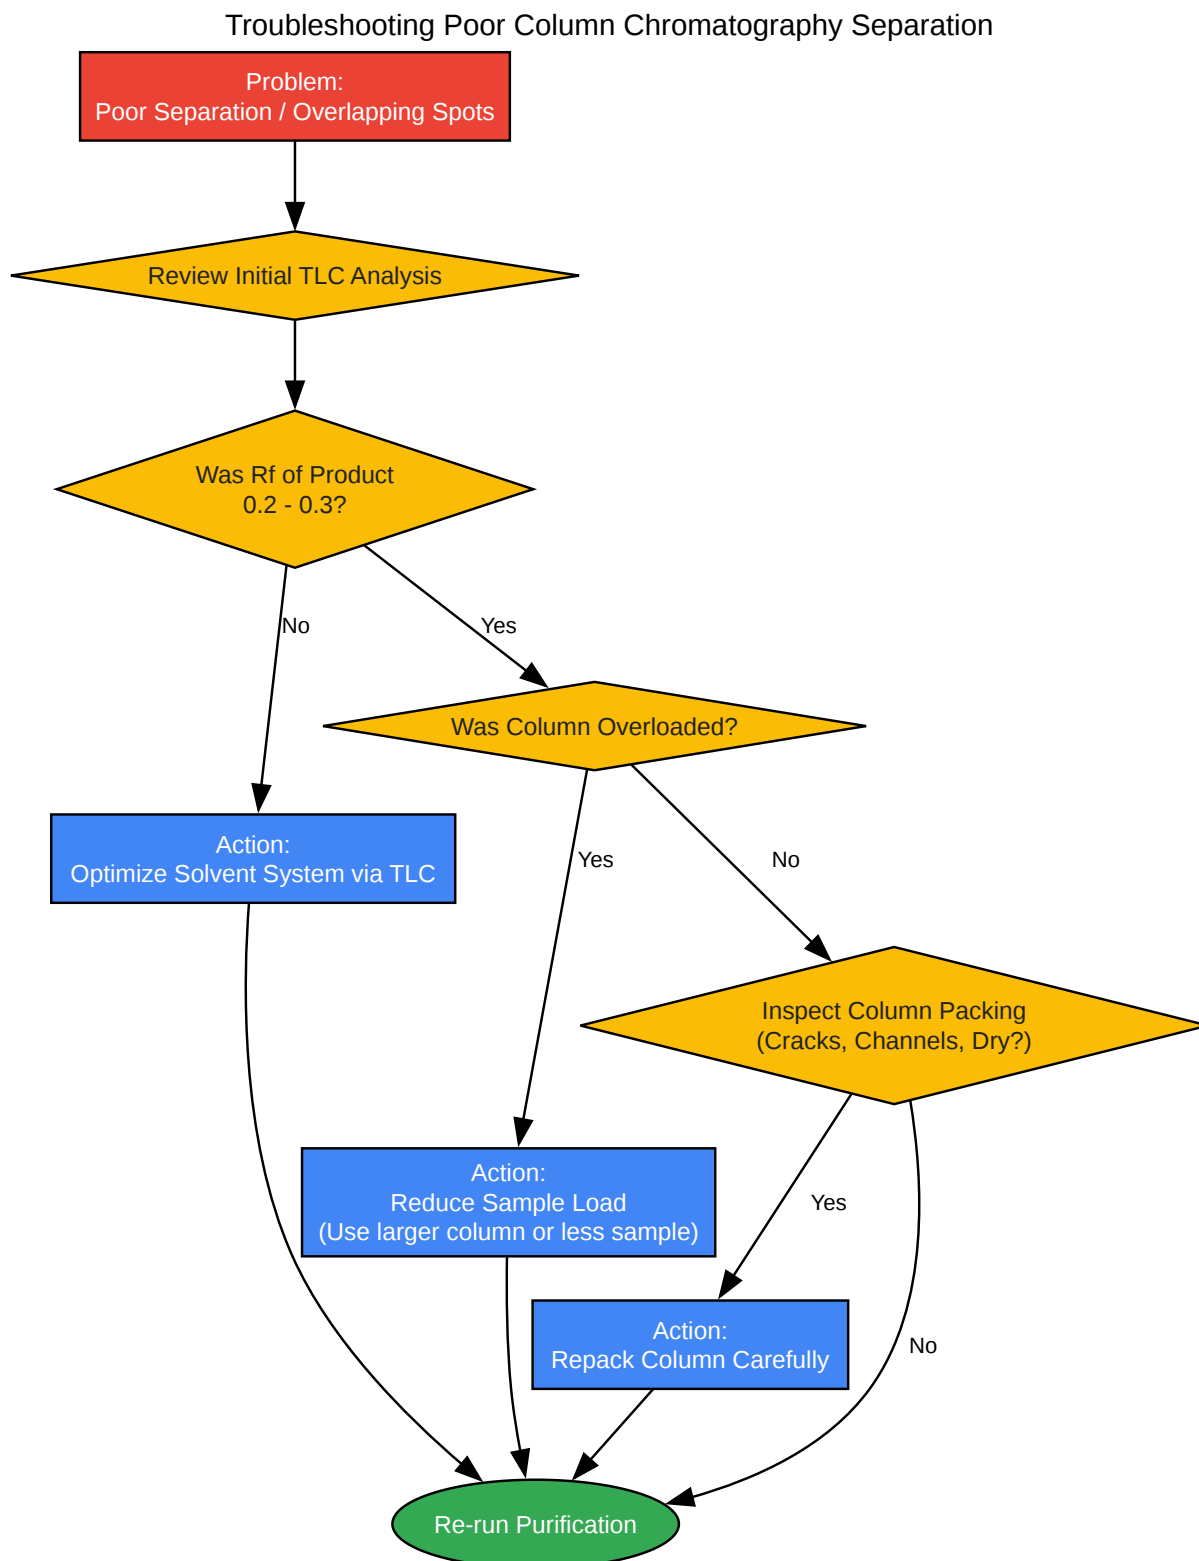 Troubleshooting Poor Column Chromatography Separation
Problem:
Poor Separation / Overlapping Spots
Review Initial TLC Analysis
Was Rf of Product
0.2 - 0.3?
No
Yes
Was Column Overloaded?
Action:
Optimize Solvent System via TLC
Yes
No
Inspect Column Packing
(Cracks, Channels, Dry?)
Action:
Reduce Sample Load
(Use larger column or less sample)
Yes
Action:
Repack Column Carefully
No
Re-run Purification